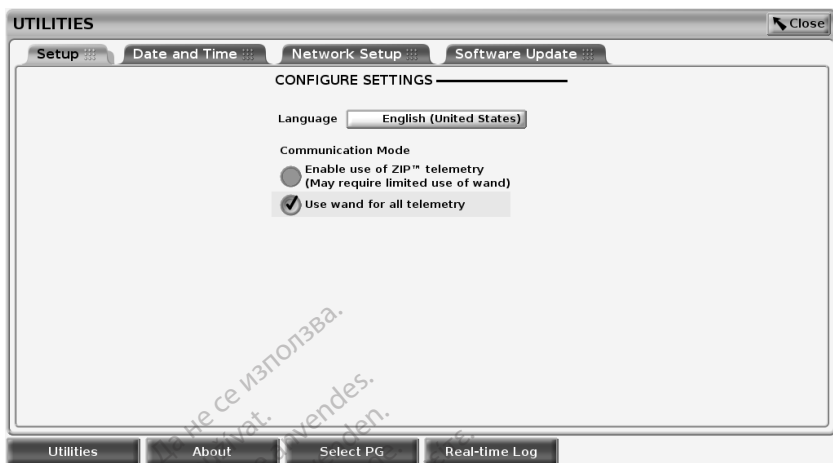 UTILITIES
Close
Setup
Date and Time
Network Setup
Software Update
CONFIGURE SETTINGS
Language English (United States)
Communication Mode
Enable use of ZIP™ telemetry
(May require limited use of wand)
Use wand for all telemetry
Да не се използва.
Utilities
About
Select PG
Real-time Log